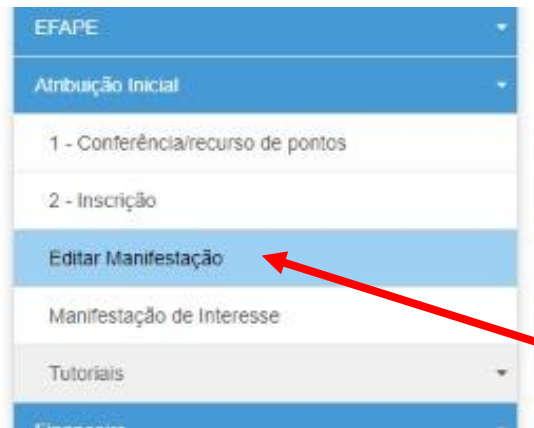 EFAPE
Atribuição Inicial
1 - Conferência/recurso de pontos
2 - Inscrição
Editar Manifestação
Manifestação de Interesse
Tutoriais